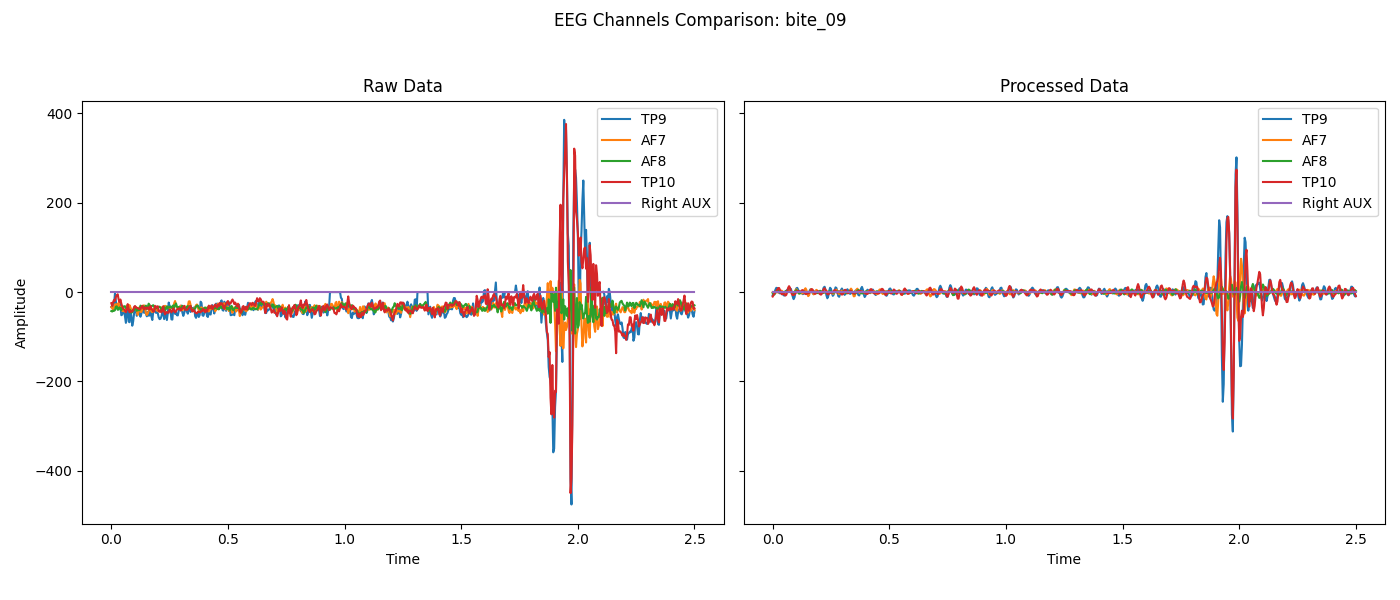 EEG Channels Comparison: bite_09
Raw Data
Amplitude
400
200
0
−200
−400
TP9
AF7
AF8
TP10
Right AUX
0.0 0.5 1.0 1.5 2.0 2.5
Time
Processed Data
TP9
AF7
AF8
TP10
Right AUX
0.0 0.5 1.0 1.5 2.0 2.5
Time